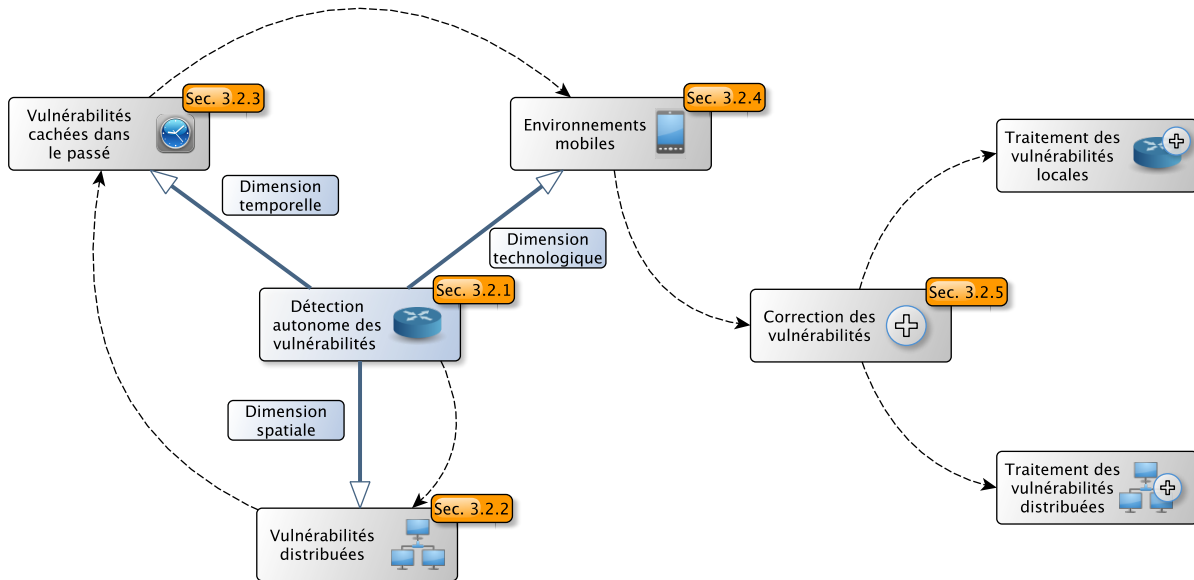 Sec. 3.2.3
Vulnérabilités
cachées dans
le passé
Sec. 3.2.4
Environnements
mobiles
Traitement des
vulnérabilités
locales
Dimension
temporelle
Dimension
technologique
Sec. 3.2.1
Détection
autonome des
vulnérabilités
Sec. 3.2.5
Correction des
vulnérabilités
Dimension
spatiale
Sec. 3.2.2
Vulnérabilités
distribuées
Traitement des
vulnérabilités
distribuées